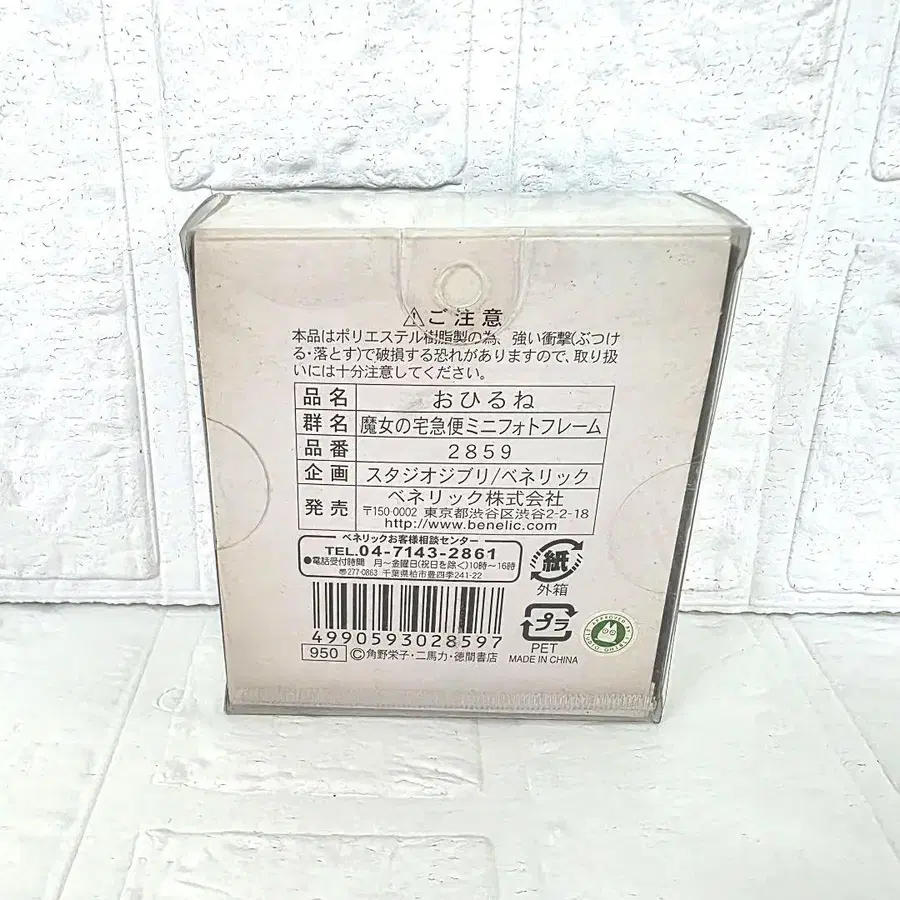 ⚠ご注意
本品はポリエステル樹脂製の為、強い衝撃(ぶつけ
る・落とす)で破損する恐れがありますので、取り扱
いには十分注意してください。
品名 おひるね
群名 魔女の宅急便ミニフォトフレーム
品番 2859
企画 スタジオジブリ/ベネリック
発売 ベネリック株式会社
〒150-0002 東京都渋谷区渋谷2-2-18
http://www.benelic.com
ベネリックお客様相談センター
TEL.04-7143-2861
●電話受付時間 月〜金曜日(祝日を除く)10時〜16時
〠277-0863 千葉県柏市豊四季241-22
紙
外箱
4990593028597
プラ
PET
950 ©角野栄子・二馬力・徳間書店
MADE IN CHINA
APPROVED BY STUDIO GHIBLI